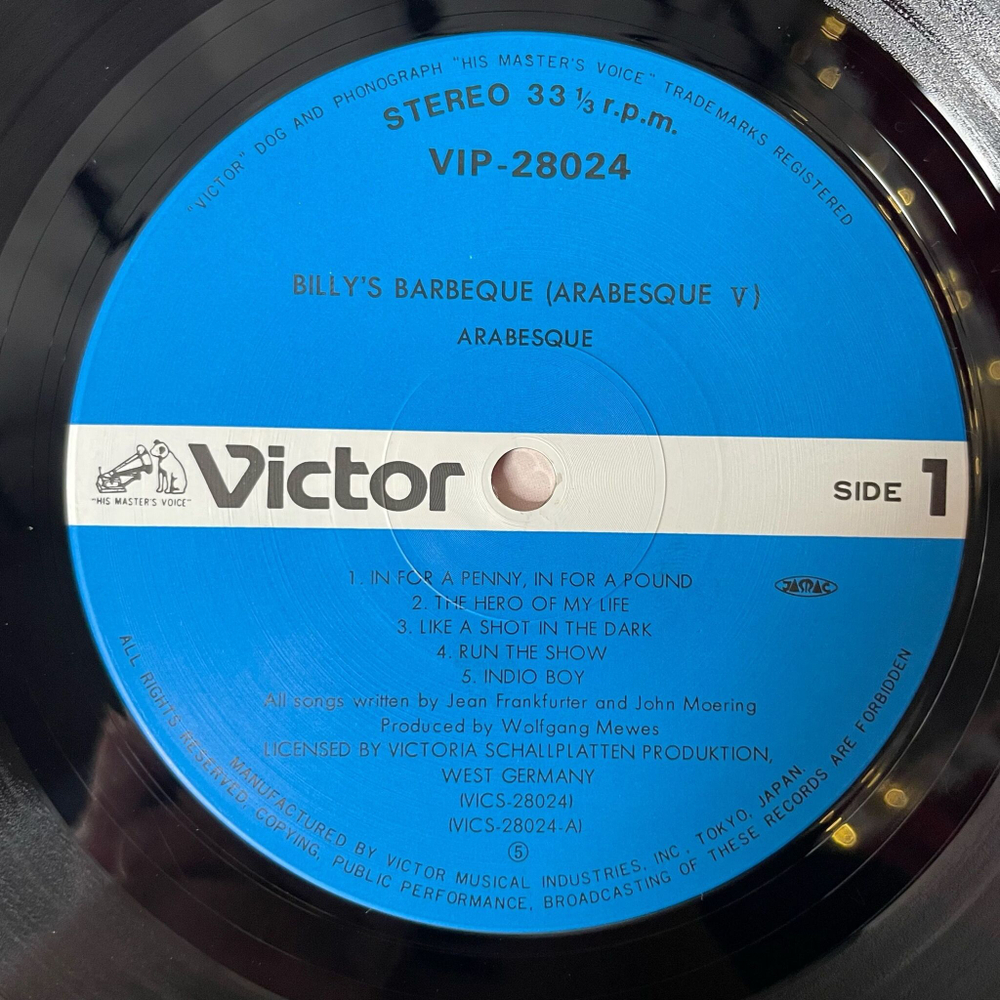 "VICTOR" DOG AND PHONOGRAPH "HIS MASTER'S VOICE" TRADEMARKS REGISTERED
STEREO 33 ⅓ r.p.m.
VIP-28024
BILLY'S BARBEQUE (ARABESQUE V)
ARABESQUE
"HIS MASTER'S VOICE"
Victor
SIDE 1
1. IN FOR A PENNY, IN FOR A POUND
2. THE HERO OF MY LIFE
3. LIKE A SHOT IN THE DARK
4. RUN THE SHOW
5. INDIO BOY
JASRAC
All songs written by Jean Frankfurter and John Moering
Produced by Wolfgang Mewes
LICENSED BY VICTORIA SCHALLPLATTEN PRODUKTION,
WEST GERMANY
(VICS-28024)
(VICS-28024-A)
⑤
MANUFACTURED BY VICTOR MUSICAL INDUSTRIES, INC, TOKYO, JAPAN.
ALL RIGHTS RESERVED. COPYING, PUBLIC PERFORMANCE, BROADCASTING OF THESE RECORDS ARE FORBIDDEN